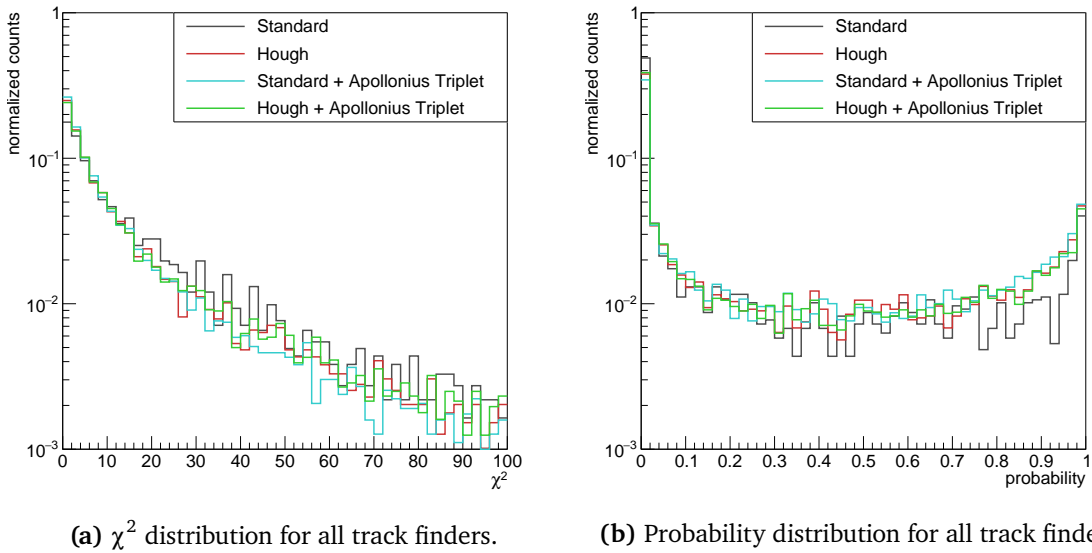 normalized counts
1
10⁻¹
10⁻²
10⁻³
Standard
Hough
Standard + Apollonius Triplet
Hough + Apollonius Triplet
0 10 20 30 40 50 60 70 80 90 100
χ²
normalized counts
1
10⁻¹
10⁻²
10⁻³
Standard
Hough
Standard + Apollonius Triplet
Hough + Apollonius Triplet
0 0.1 0.2 0.3 0.4 0.5 0.6 0.7 0.8 0.9 1
probability
(a) χ² distribution for all track finders.
(b) Probability distribution for all track finde